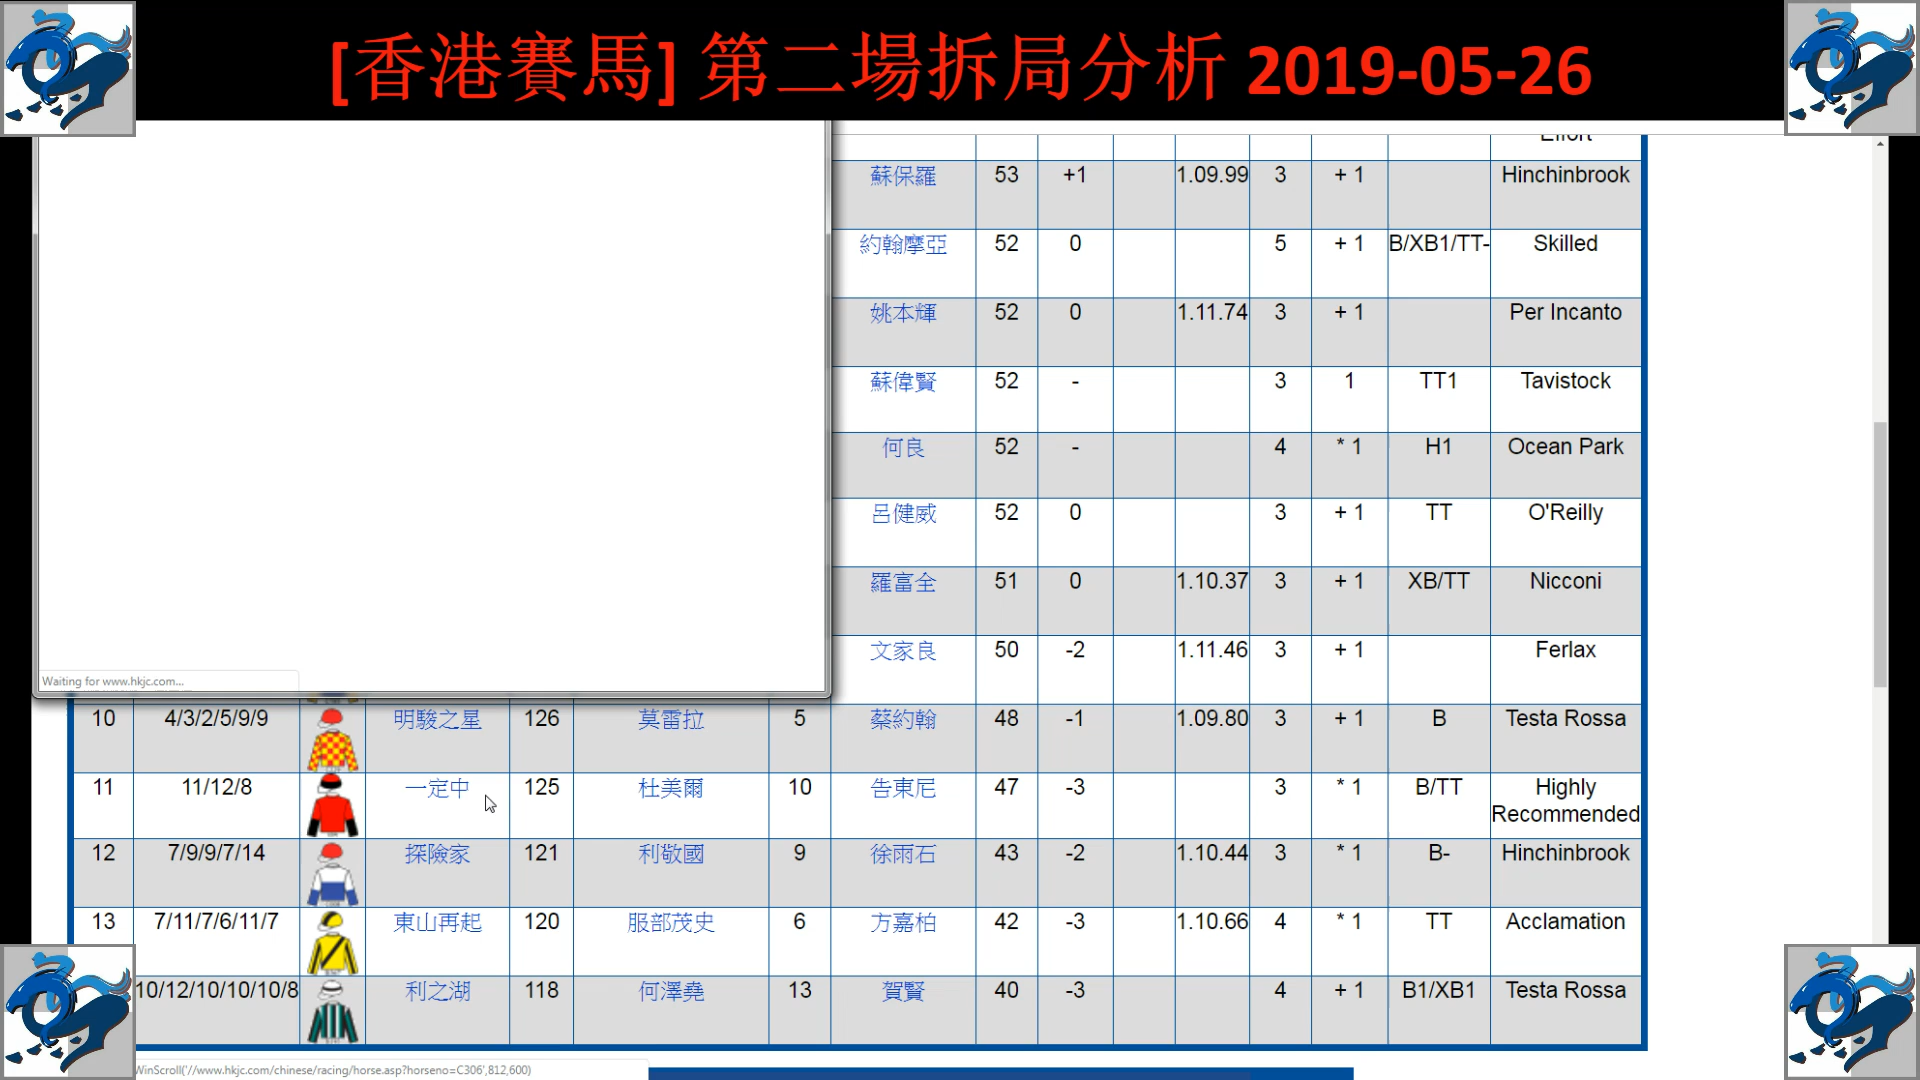 [香港賽馬] 第二場拆局分析 2019-05-26
蘇保羅 53 +1 1.09.99 3 + 1 Hinchinbrook
約翰摩亞 52 0 5 + 1 B/XB1/TT- Skilled
姚本輝 52 0 1.11.74 3 + 1 Per Incanto
蘇偉賢 52 - 3 1 TT1 Tavistock
何良 52 - 4 * 1 H1 Ocean Park
呂健威 52 0 3 + 1 TT O'Reilly
羅富全 51 0 1.10.37 3 + 1 XB/TT Nicconi
文家良 50 -2 1.11.46 3 + 1 Ferlax
Waiting for www.hkjc.com...
10 4/3/2/5/9/9 明駿之星 126 莫雷拉 5 蔡約翰 48 -1 1.09.80 3 + 1 B Testa Rossa
11 11/12/8 一定中 125 杜美爾 10 告東尼 47 -3 3 * 1 B/TT Highly
Recommended
12 7/9/9/7/14 探險家 121 利敬國 9 徐雨石 43 -2 1.10.44 3 * 1 B- Hinchinbrook
13 7/11/7/6/11/7 東山再起 120 服部茂史 6 方嘉柏 42 -3 1.10.66 4 * 1 TT Acclamation
10/12/10/10/10/8 利之湖 118 何澤堯 13 賀賢 40 -3 4 + 1 B1/XB1 Testa Rossa
WinScroll('//www.hkjc.com/chinese/racing/horse.asp?horseno=C306',812,600)